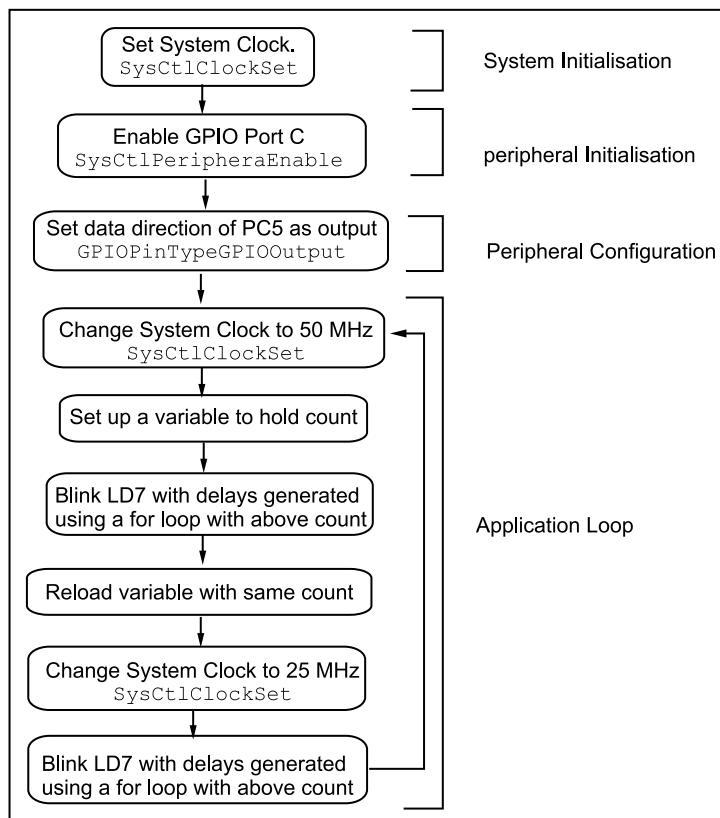 Set System Clock.
SysCtlClockSet
System Initialisation
Enable GPIO Port C
SysCtlPeripheraEnable
peripheral Initialisation
Set data direction of PC5 as output
GPIOPinTypeGPIOOutput
Peripheral Configuration
Change System Clock to 50 MHz
SysCtlClockSet
Set up a variable to hold count
Blink LD7 with delays generated
using a for loop with above count
Application Loop
Reload variable with same count
Change System Clock to 25 MHz
SysCtlClockSet
Blink LD7 with delays generated
using a for loop with above count